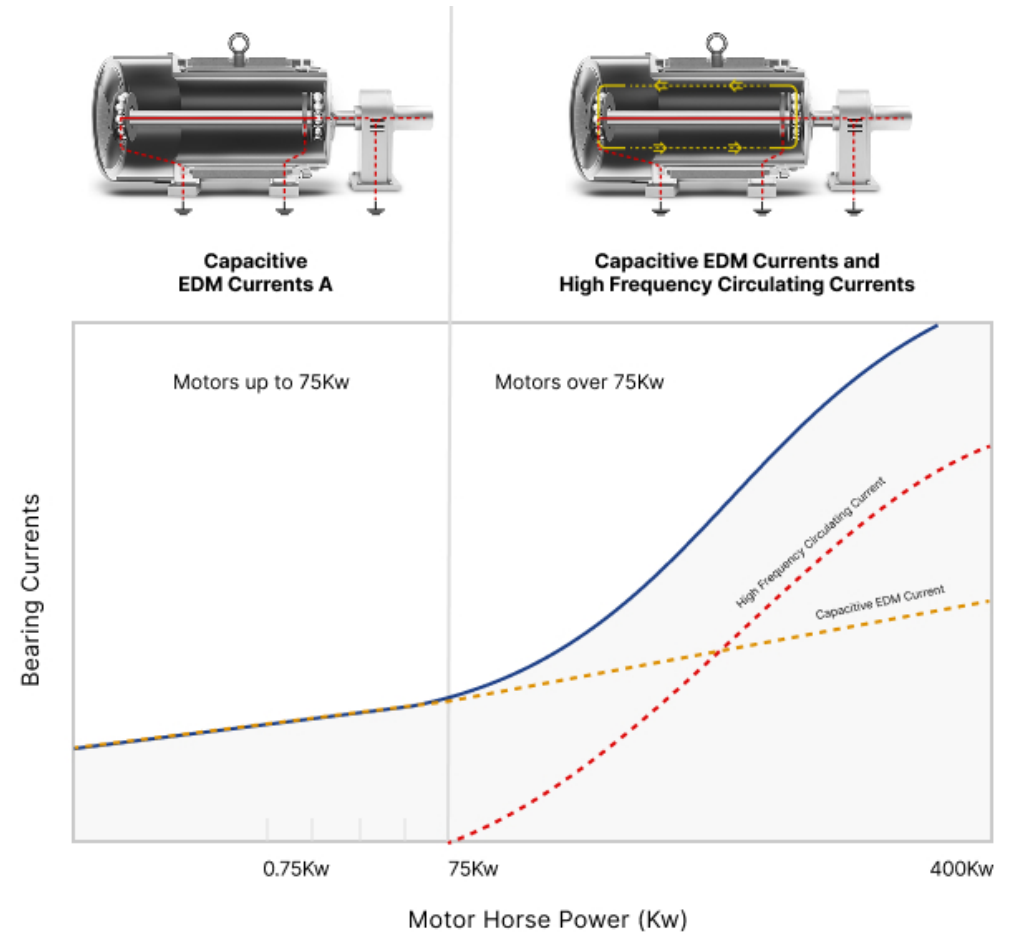 Capacitive
EDM Currents A
Capacitive EDM Currents and
High Frequency Circulating Currents
Motors up to 75Kw
Motors over 75Kw
Bearing Currents
High Frequency Circulating Current
Capacitive EDM Current
0.75Kw
75Kw
400Kw
Motor Horse Power (Kw)